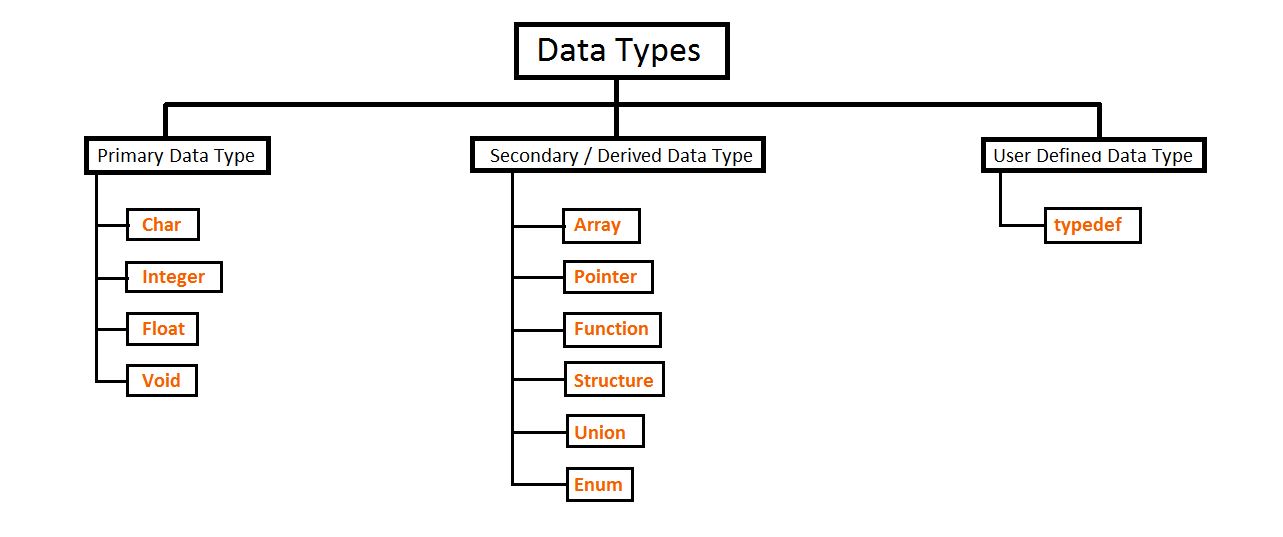 Data Types
Primary Data Type
Char
Integer
Float
Void
Secondary / Derived Data Type
Array
Pointer
Function
Structure
Union
Enum
User Defined Data Type
typedef